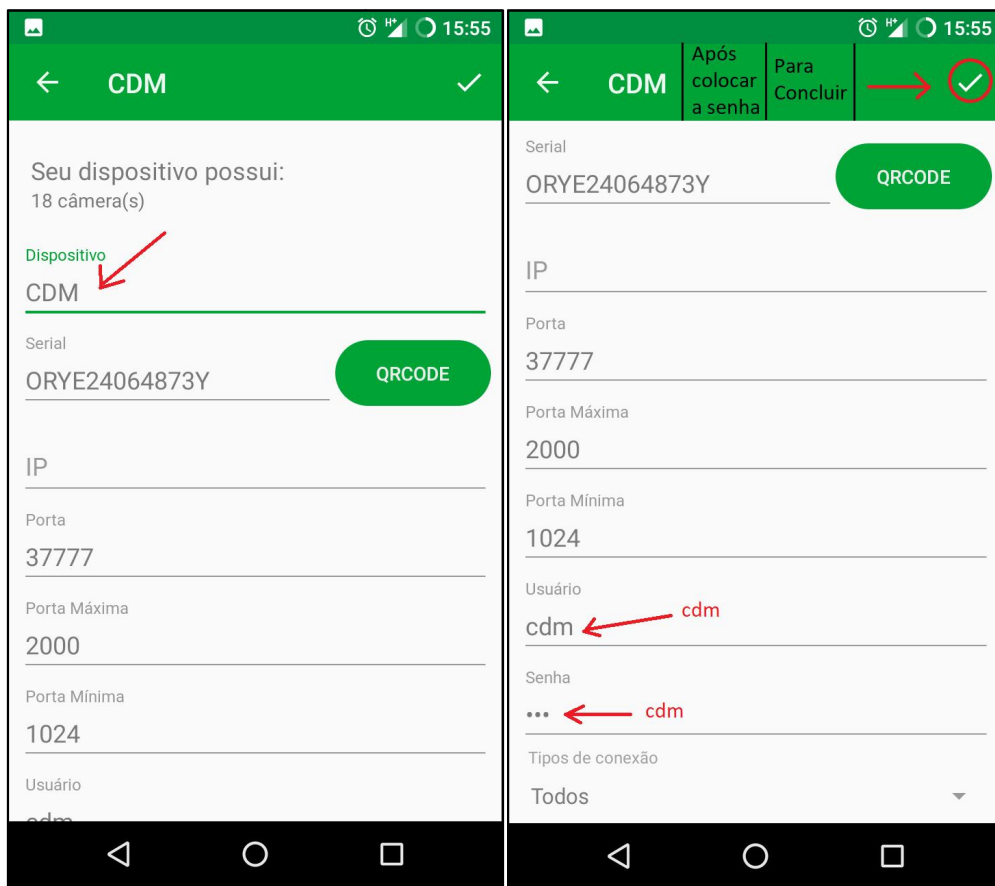 15:55
CDM
Seu dispositivo possui:
18 câmera(s)
Dispositivo
CDM
Serial
ORYE24064873Y
QRCODE
IP
Porta
37777
Porta Máxima
2000
Porta Mínima
1024
Usuário
cdm
H+ 15:55
CDM
Após
colocar
a senha
Para
Concluir
Serial
ORYE24064873Y
QRCODE
IP
Porta
37777
Porta Máxima
2000
Porta Mínima
1024
Usuário
cdm
cdm
Senha
•••
cdm
Tipos de conexão
Todos